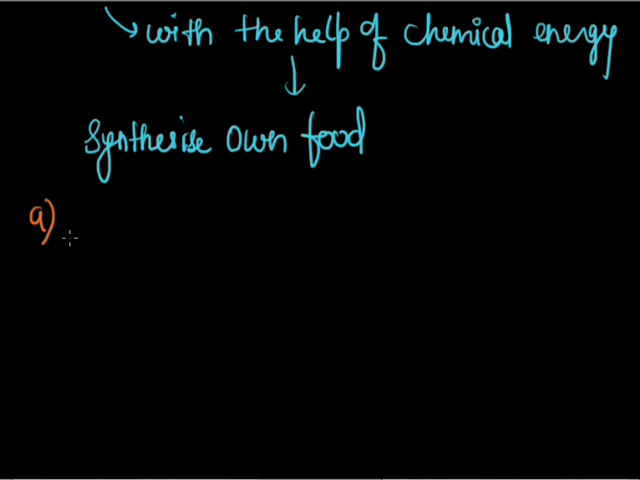 with the help of chemical energy
Synthesise own food
a)